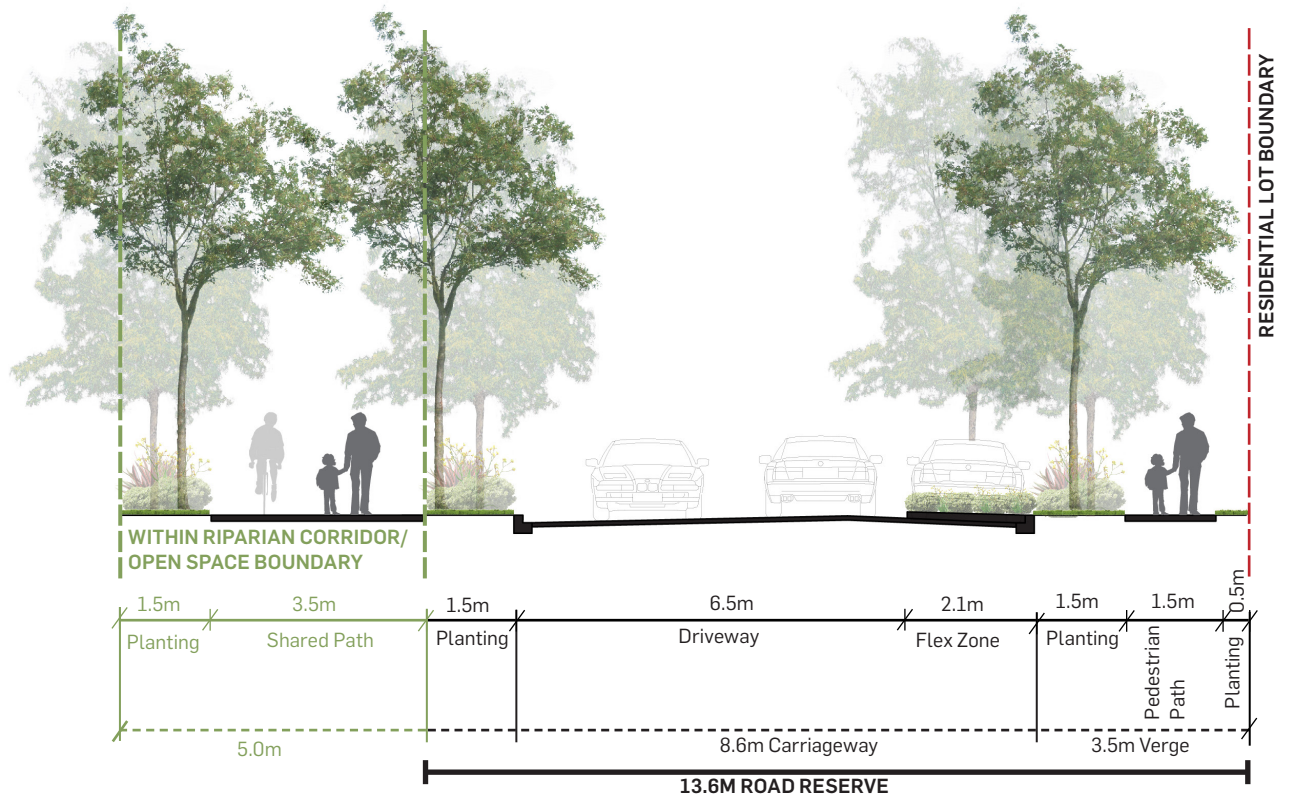 RESIDENTIAL LOT BOUNDARY
WITHIN RIPARIAN CORRIDOR/
OPEN SPACE BOUNDARY
1.5m
3.5m
1.5m
6.5m
2.1m
1.5m
1.5m
0.5m
Planting
Shared Path
Planting
Driveway
Flex Zone
Planting
Pedestrian
Path
Planting
5.0m
8.6m Carriageway
3.5m Verge
13.6M ROAD RESERVE